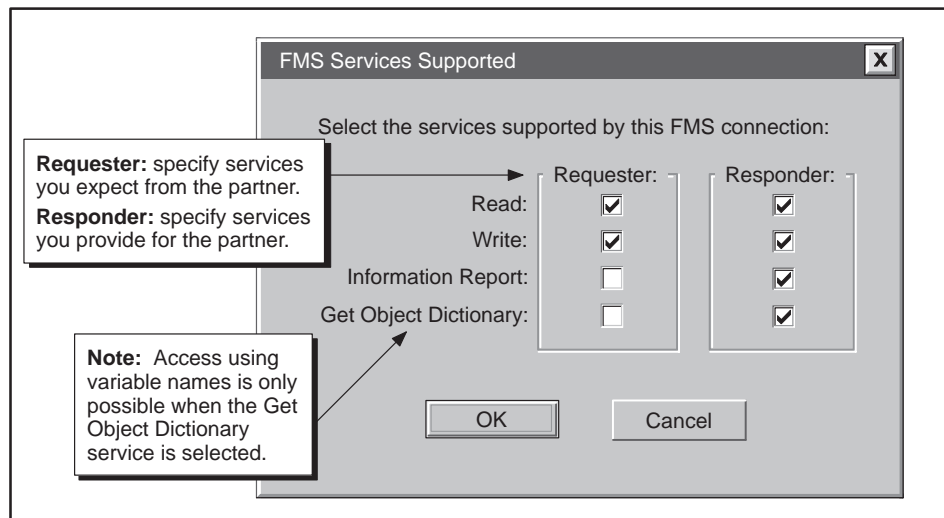 FMS Services Supported
X
Select the services supported by this FMS connection:
Requester: specify services
you expect from the partner.
Responder: specify services
you provide for the partner.
Requester:
Responder:
Read:
Write:
Information Report:
Get Object Dictionary:
Note: Access using
variable names is only
possible when the Get
Object Dictionary
service is selected.
OK
Cancel